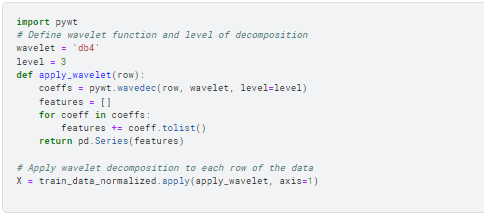 import pywt
# Define wavelet function and level of decomposition
wavelet = 'db4'
level = 3
def apply_wavelet(row):
    coeffs = pywt.wavedec(row, wavelet, level=level)
    features = []
    for coeff in coeffs:
        features += coeff.tolist()
    return pd.Series(features)

# Apply wavelet decomposition to each row of the data
X = train_data_normalized.apply(apply_wavelet, axis=1)